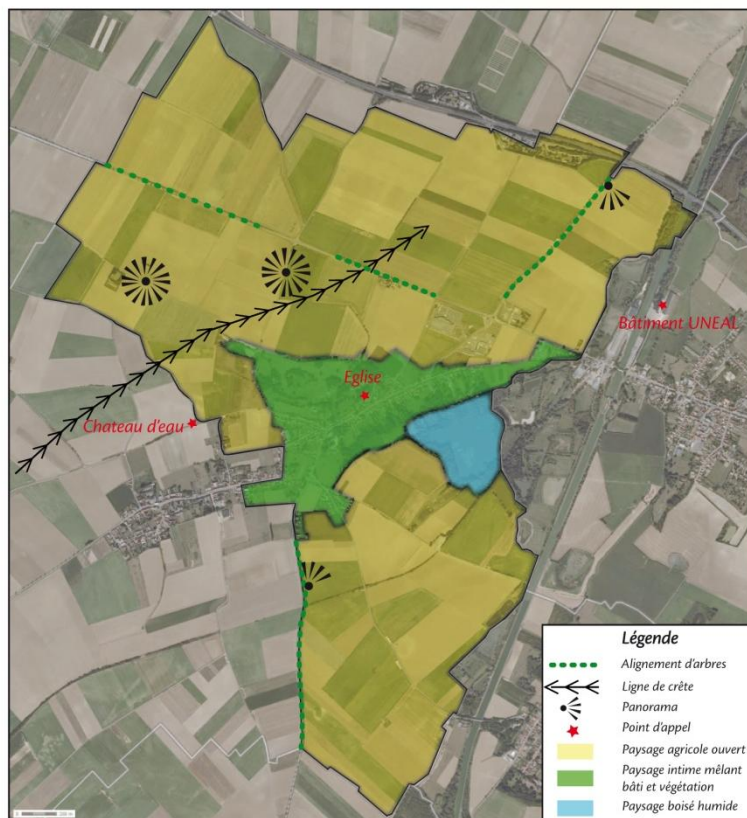 Bâtiment UNEAL
Eglise
Chateau d'eau
Légende
Alignement d'arbres
Ligne de crête
Panorama
Point d'appel
Paysage agricole ouvert
Paysage intime mêlant
bâti et végétation
Paysage boisé humide